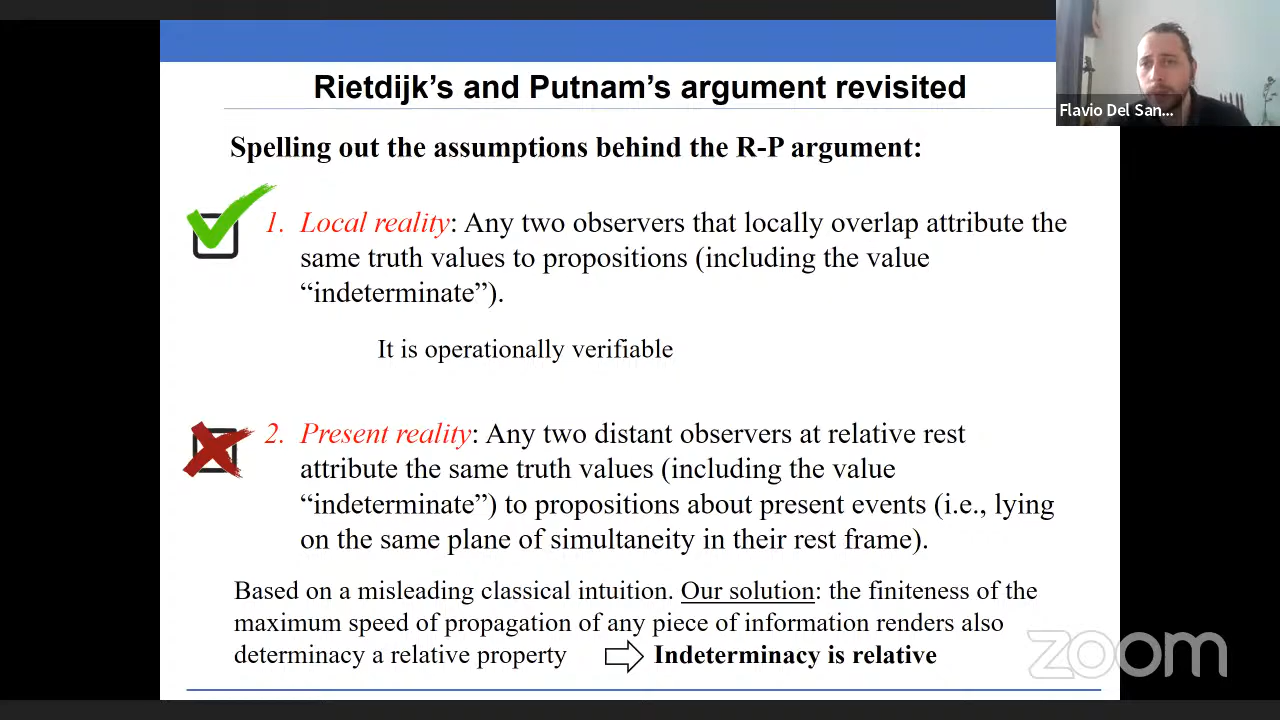 Rietdijk’s and Putnam’s argument revisited
Flavio Del San...
Spelling out the assumptions behind the R-P argument:
1. Local reality: Any two observers that locally overlap attribute the
same truth values to propositions (including the value
“indeterminate”).
It is operationally verifiable
2. Present reality: Any two distant observers at relative rest
attribute the same truth values (including the value
“indeterminate”) to propositions about present events (i.e., lying
on the same plane of simultaneity in their rest frame).
Based on a misleading classical intuition. Our solution: the finiteness of the
maximum speed of propagation of any piece of information renders also
determinacy a relative property ⇨ Indeterminacy is relative
zoom